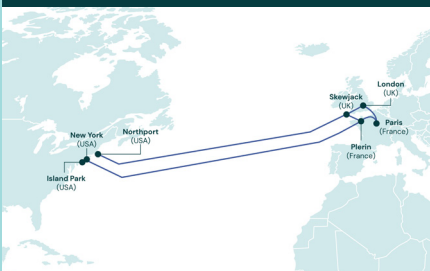 London
(UK)
Skewjack
(UK)
Paris
(France)
Plerin
(France)
Northport
(USA)
New York
(USA)
Island Park
(USA)